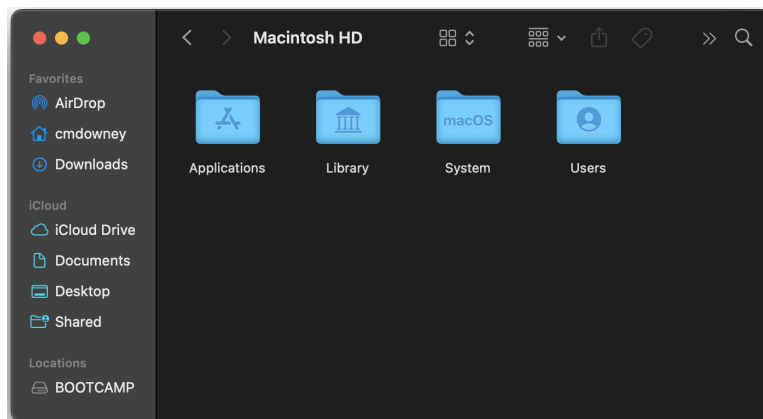 Macintosh HD
Favorites
AirDrop
cmdowney
Downloads
iCloud
iCloud Drive
Documents
Desktop
Shared
Locations
BOOTCAMP
macOS
Applications
Library
System
Users